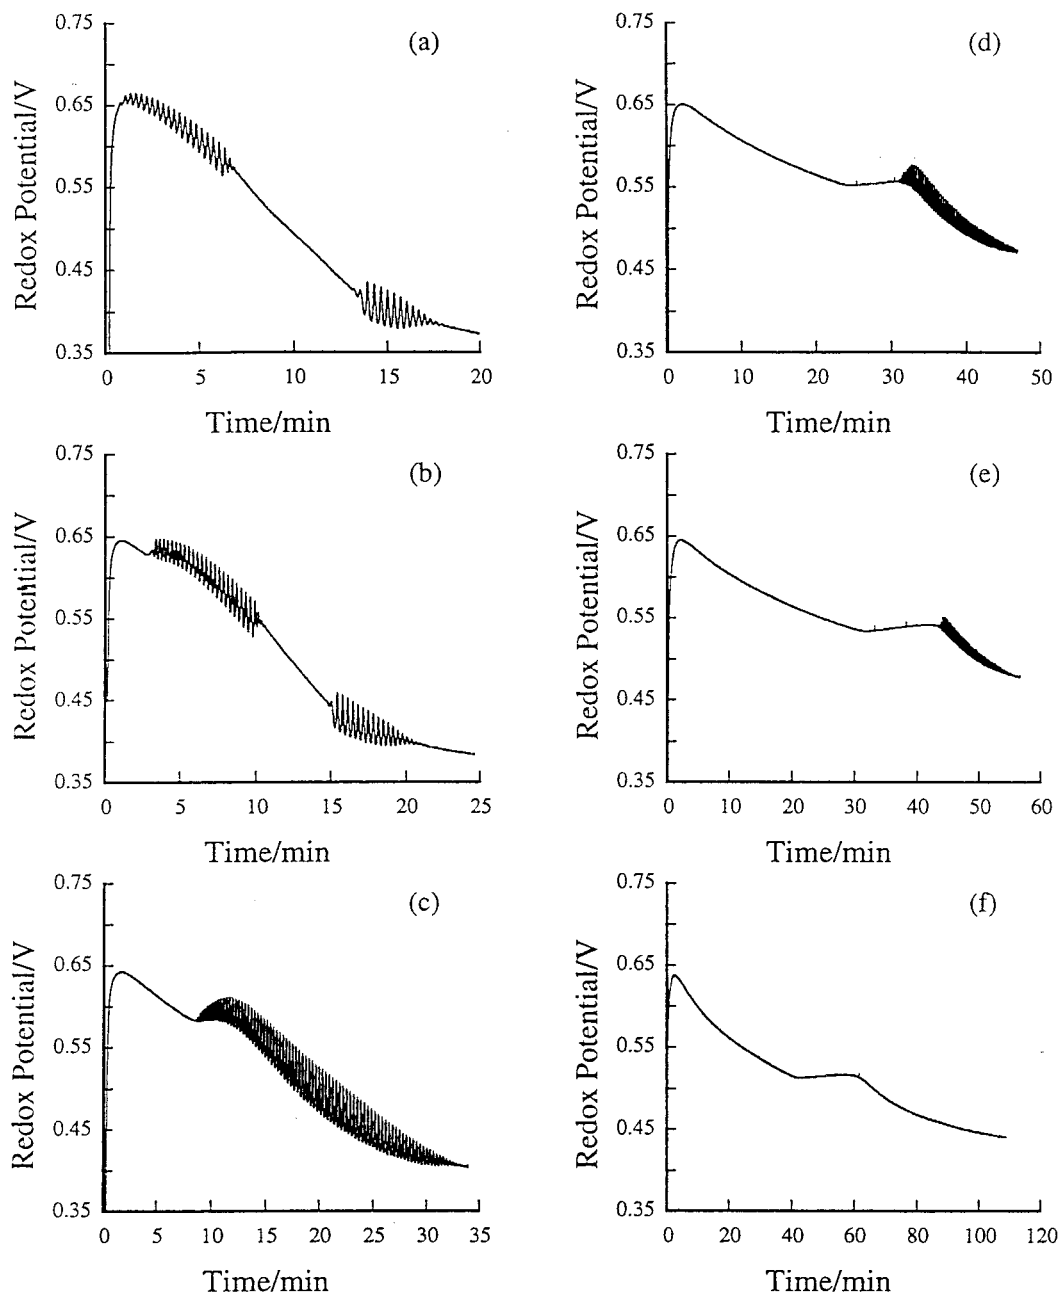 (a)
Redox Potential/V
0.75
0.65
0.55
0.45
0.35
0 5 10 15 20
Time/min
(d)
Redox Potential/V
0.75
0.65
0.55
0.45
0.35
0 10 20 30 40 50
Time/min
(b)
Redox Potential/V
0.75
0.65
0.55
0.45
0.35
0 5 10 15 20 25
Time/min
(e)
Redox Potential/V
0.75
0.65
0.55
0.45
0.35
0 10 20 30 40 50 60
Time/min
(c)
Redox Potential/V
0.75
0.65
0.55
0.45
0.35
0 5 10 15 20 25 30 35
Time/min
(f)
Redox Potential/V
0.75
0.65
0.55
0.45
0.35
0 20 40 60 80 100 120
Time/min